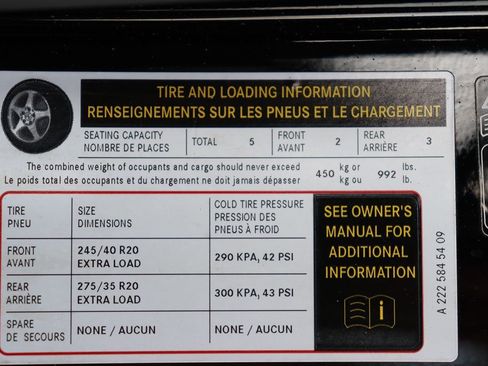 TIRE AND LOADING INFORMATION
RENSEIGNEMENTS SUR LES PNEUS ET LE CHARGEMENT
SEATING CAPACITY
NOMBRE DE PLACES
TOTAL 5
FRONT
AVANT
2
REAR
ARRIÈRE
3
The combined weight of occupants and cargo should never exceed
Le poids total des occupants et du chargement ne doit jamais dépasser
450 kg or
kg ou
992 lbs.
lb.
TIRE
PNEU
SIZE
DIMENSIONS
COLD TIRE PRESSURE
PRESSION DES
PNEUS À FROID
FRONT
AVANT
245/40 R20
EXTRA LOAD
290 KPA, 42 PSI
REAR
ARRIÈRE
275/35 R20
EXTRA LOAD
300 KPA, 43 PSI
SPARE
DE SECOURS
NONE / AUCUN
NONE / AUCUN
SEE OWNER'S
MANUAL FOR
ADDITIONAL
INFORMATION
i
A 222 584 54 09